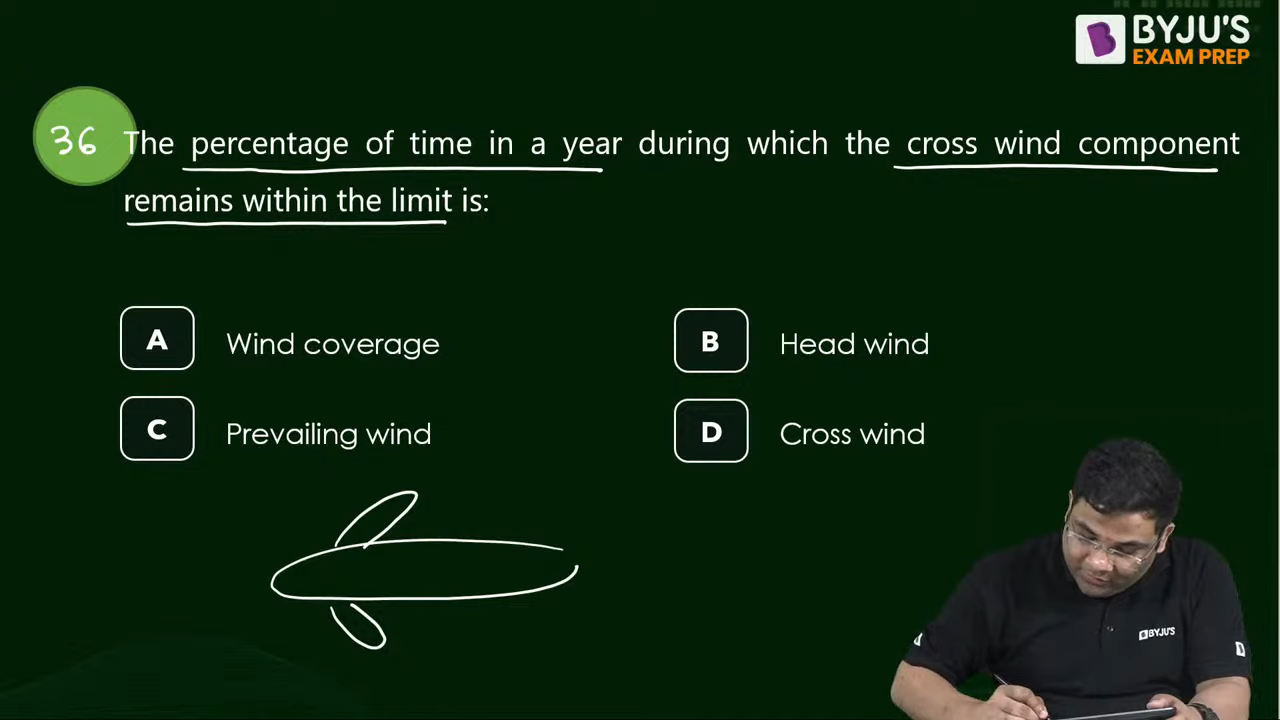 BYJU'S
EXAM PREP
36 The percentage of time in a year during which the cross wind component
remains within the limit is:
A Wind coverage
B Head wind
C Prevailing wind
D Cross wind
BYJU'S